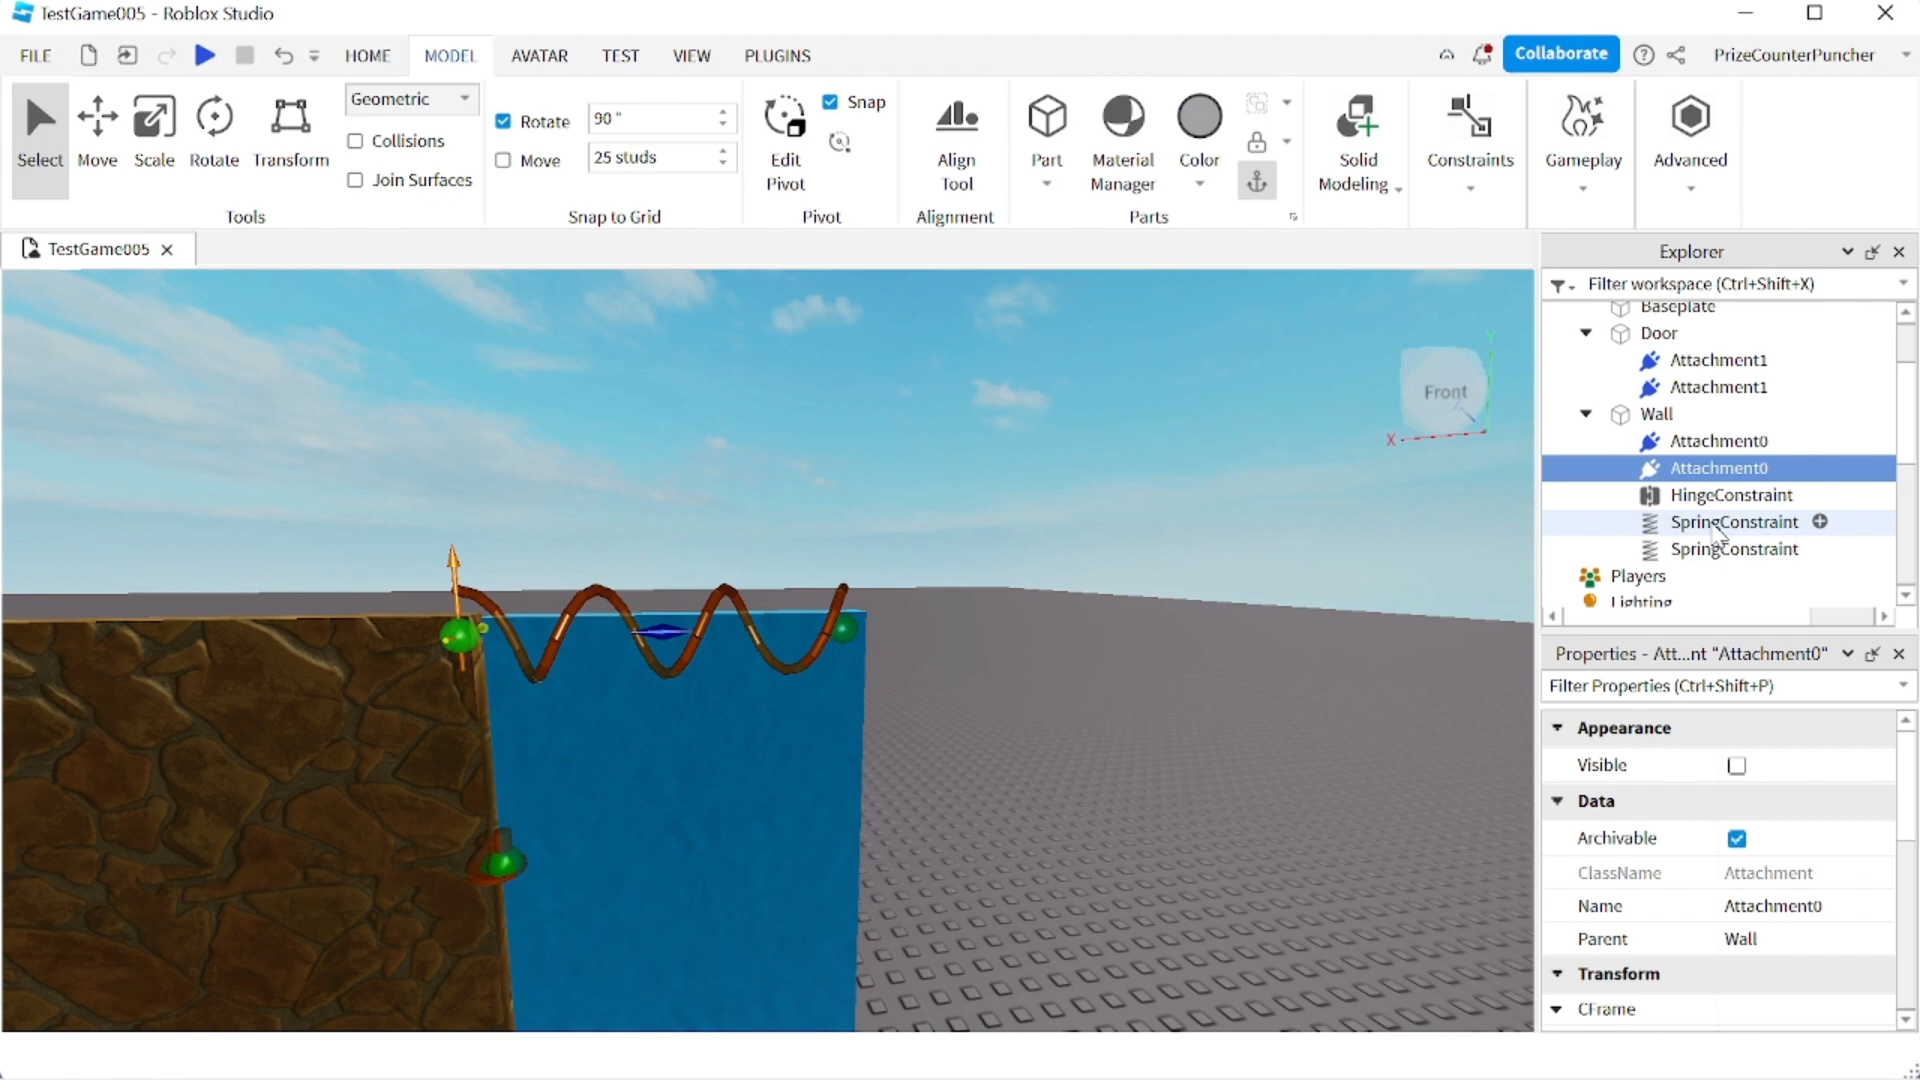 TestGame005 - Roblox Studio
FILE HOME MODEL AVATAR TEST VIEW PLUGINS Collaborate PrizeCounterPuncher
Select Move Scale Rotate Transform
Geometric
Collisions
Join Surfaces
Tools
Rotate 90 °
Move 25 studs
Snap to Grid
Edit Pivot
Snap
Pivot
Align Tool
Alignment
Part
Material Manager
Color
Parts
Solid Modeling
Constraints
Gameplay
Advanced
TestGame005
Front
X
Y
Explorer
Filter workspace (Ctrl+Shift+X)
Baseplate
Door
Attachment1
Attachment1
Wall
Attachment0
Attachment0
HingeConstraint
SpringConstraint
SpringConstraint
Players
Lighting
Properties - Att...nt "Attachment0"
Filter Properties (Ctrl+Shift+P)
Appearance
Visible
Data
Archivable
ClassName Attachment
Name Attachment0
Parent Wall
Transform
CFrame